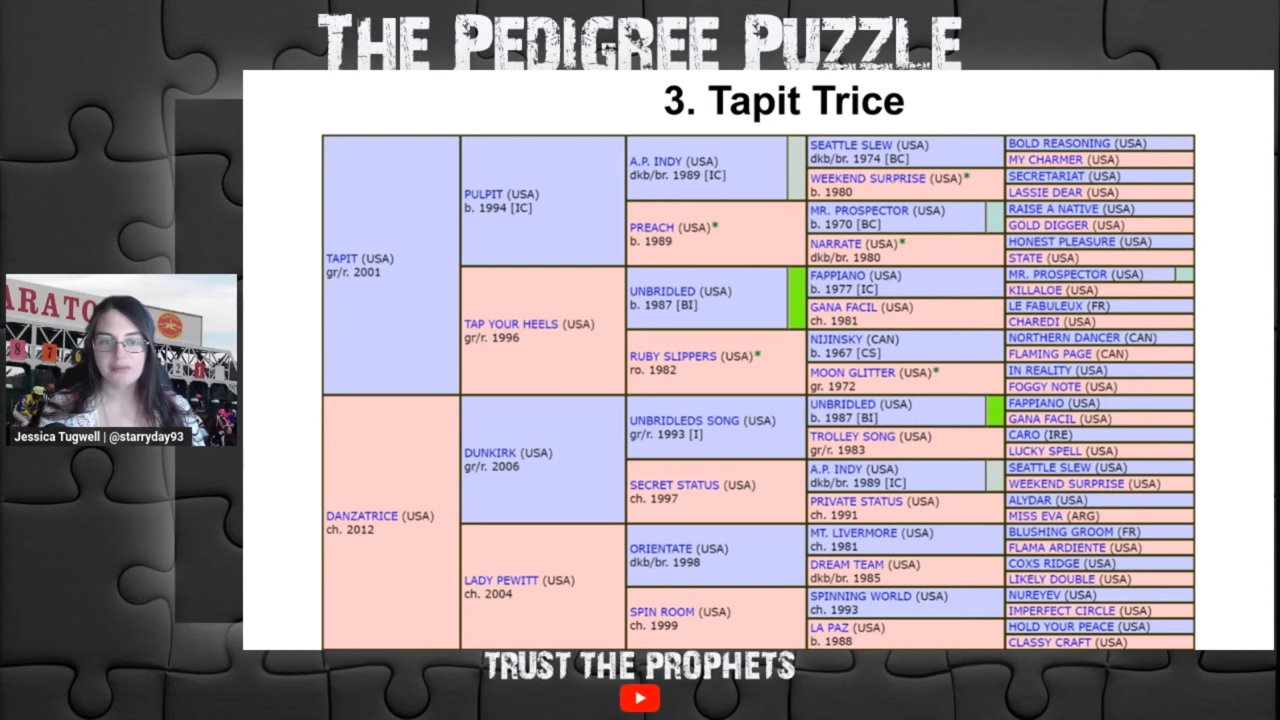 THE PEDIGREE PUZZLE
3. Tapit Trice
TAPIT (USA)
gr/r. 2001
DANZATRICE (USA)
ch. 2012
PULPIT (USA)
b. 1994 [IC]
TAP YOUR HEELS (USA)
gr/r. 1996
DUNKIRK (USA)
gr/r. 2006
LADY PEWITT (USA)
ch. 2004
A.P. INDY (USA)
dkb/br. 1989 [IC]
PREACH (USA)*
b. 1989
UNBRIDLED (USA)
b. 1987 [BI]
RUBY SLIPPERS (USA)*
ro. 1982
UNBRIDLEDS SONG (USA)
gr/r. 1993 [I]
SECRET STATUS (USA)
ch. 1997
ORIENTATE (USA)
dkb/br. 1998
SPIN ROOM (USA)
ch. 1999
SEATTLE SLEW (USA)
dkb/br. 1974 [BC]
WEEKEND SURPRISE (USA)*
b. 1980
MR. PROSPECTOR (USA)
b. 1970 [BC]
NARRATE (USA)*
dkb/br. 1980
FAPPIANO (USA)
b. 1977 [IC]
GANA FACIL (USA)
ch. 1981
NIJINSKY (CAN)
b. 1967 [CS]
MOON GLITTER (USA)*
gr. 1972
UNBRIDLED (USA)
b. 1987 [BI]
TROLLEY SONG (USA)
gr/r. 1983
A.P. INDY (USA)
dkb/br. 1989 [IC]
PRIVATE STATUS (USA)
ch. 1991
MT. LIVERMORE (USA)
ch. 1981
DREAM TEAM (USA)
dkb/br. 1985
SPINNING WORLD (USA)
ch. 1993
LA PAZ (USA)
b. 1988
BOLD REASONING (USA)
MY CHARMER (USA)
SECRETARIAT (USA)
LASSIE DEAR (USA)
RAISE A NATIVE (USA)
GOLD DIGGER (USA)
HONEST PLEASURE (USA)
STATE (USA)
MR. PROSPECTOR (USA)
KILLALOE (USA)
LE FABULEUX (FR)
CHAREDI (USA)
NORTHERN DANCER (CAN)
FLAMING PAGE (CAN)
IN REALITY (USA)
FOGGY NOTE (USA)
FAPPIANO (USA)
GANA FACIL (USA)
CARO (IRE)
LUCKY SPELL (USA)
SEATTLE SLEW (USA)
WEEKEND SURPRISE (USA)
ALYDAR (USA)
MISS EVA (ARG)
BLUSHING GROOM (FR)
FLAMA ARDIENTE (USA)
COXS RIDGE (USA)
LIKELY DOUBLE (USA)
NUREYEV (USA)
IMPERFECT CIRCLE (USA)
HOLD YOUR PEACE (USA)
CLASSY CRAFT (USA)
ARATO
8 7 6 2 1
Jessica Tugwell | @starryday93
TRUST THE PROPHETS